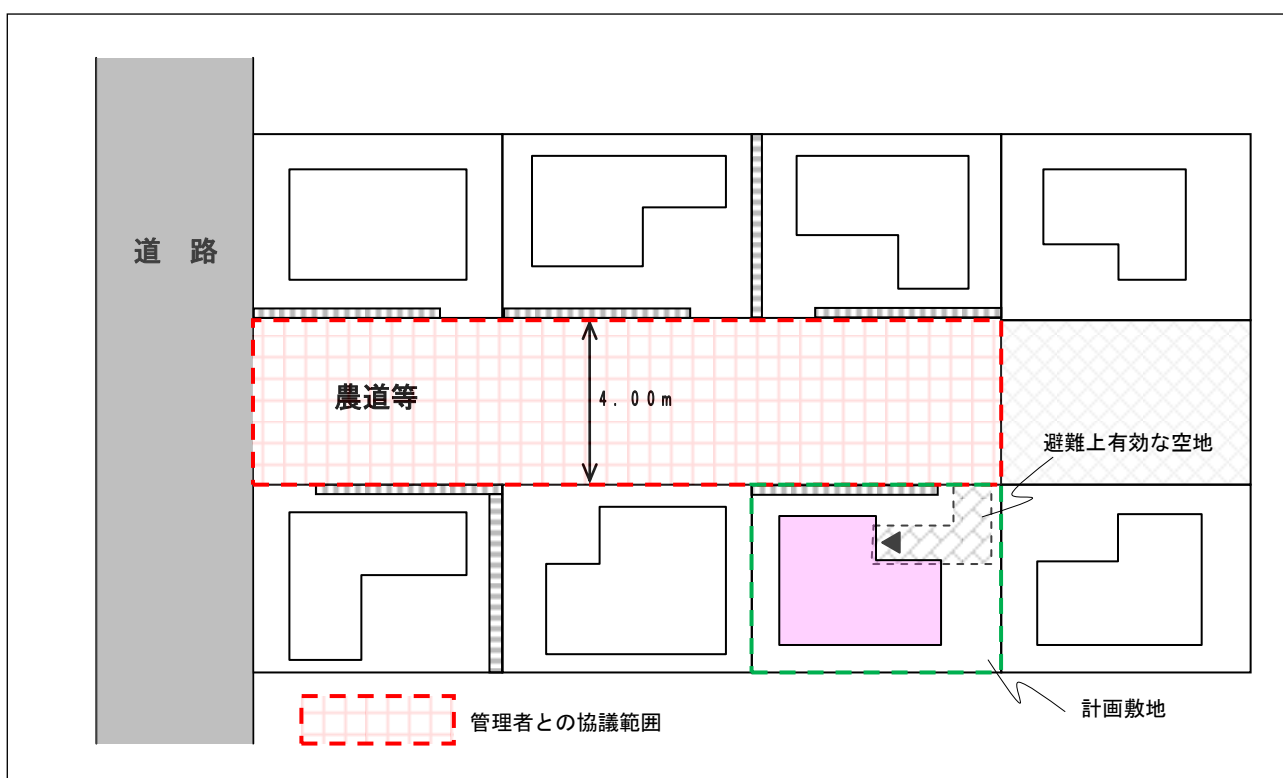 道 路
農道等
4.00m
避難上有効な空地
計画敷地
管理者との協議範囲